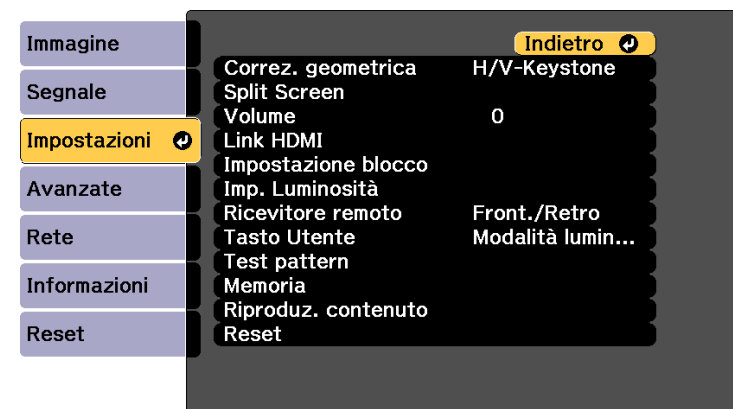 Immagine
Segnale
Impostazioni
Avanzate
Rete
Informazioni
Reset
Indietro
Correz. geometrica H/V-Keystone
Split Screen
Volume 0
Link HDMI
Impostazione blocco
Imp. Luminosità
Ricevitore remoto Front./Retro
Tasto Utente Modalità lumin...
Test pattern
Memoria
Riproduz. contenuto
Reset